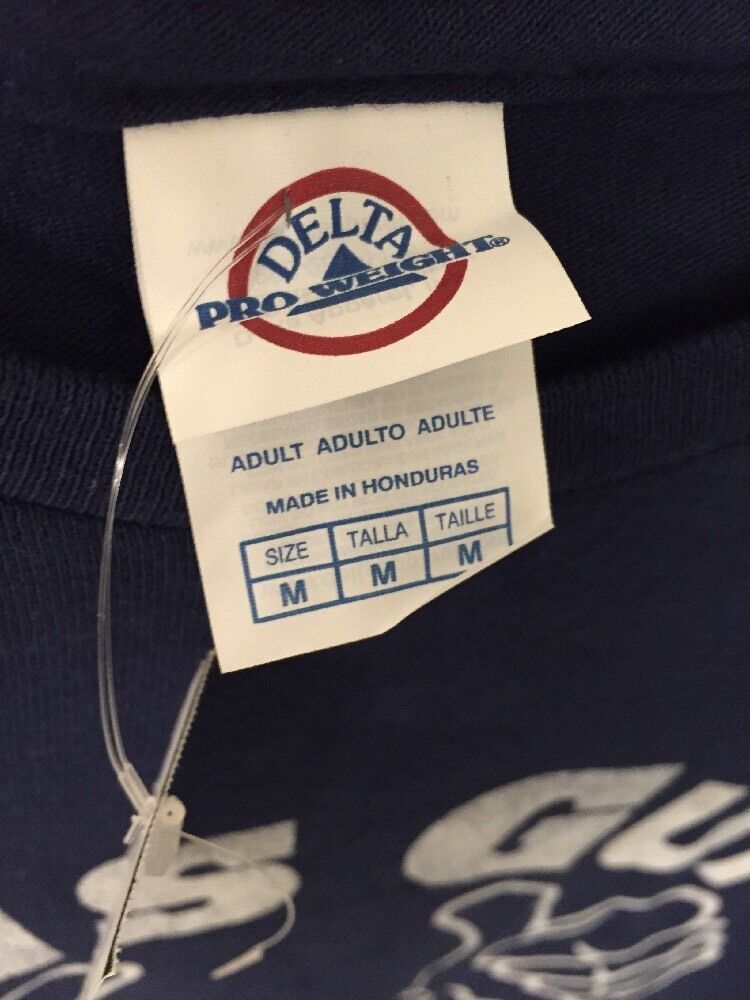 DELTA
PRO WEIGHT®
ADULT ADULTO ADULTE
MADE IN HONDURAS
SIZE TALLA TAILLE
M M M